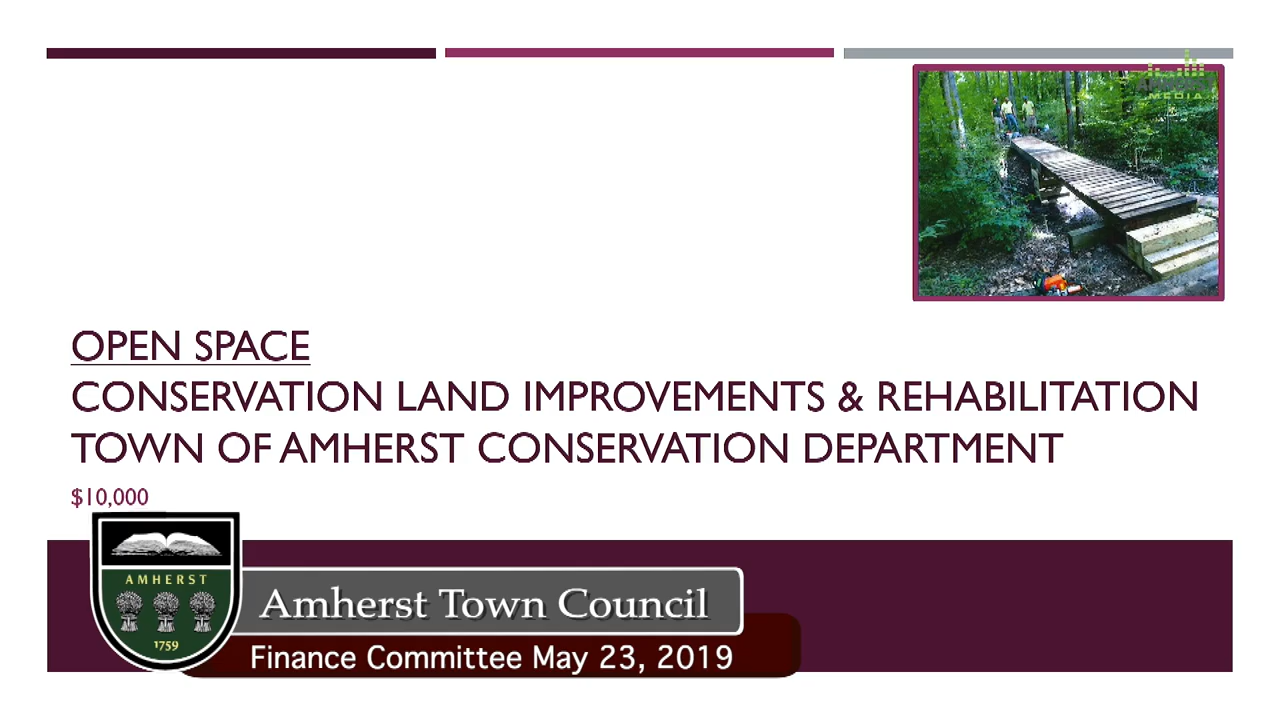 MEDIA
OPEN SPACE
CONSERVATION LAND IMPROVEMENTS & REHABILITATION
TOWN OF AMHERST CONSERVATION DEPARTMENT
$10,000
AMHERST
1759
Amherst Town Council
Finance Committee May 23, 2019